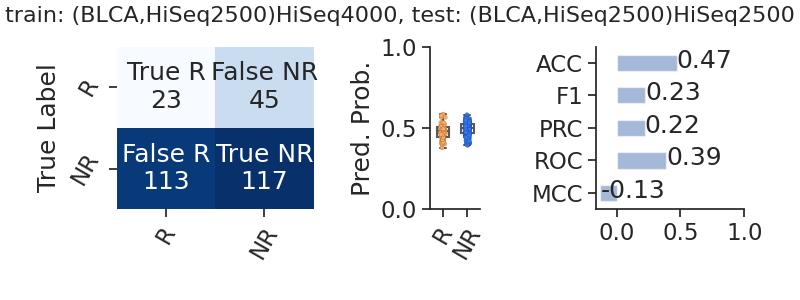 train: (BLCA,HiSeq2500)HiSeq4000, test: (BLCA,HiSeq2500)HiSeq2500
True Label
R
NR
True R
23
False NR
45
False R
113
True NR
117
R
NR
Pred. Prob.
1.0
0.5
0.0
R
NR
ACC
F1
PRC
ROC
MCC
0.47
0.23
0.22
0.39
-0.13
0.0
0.5
1.0